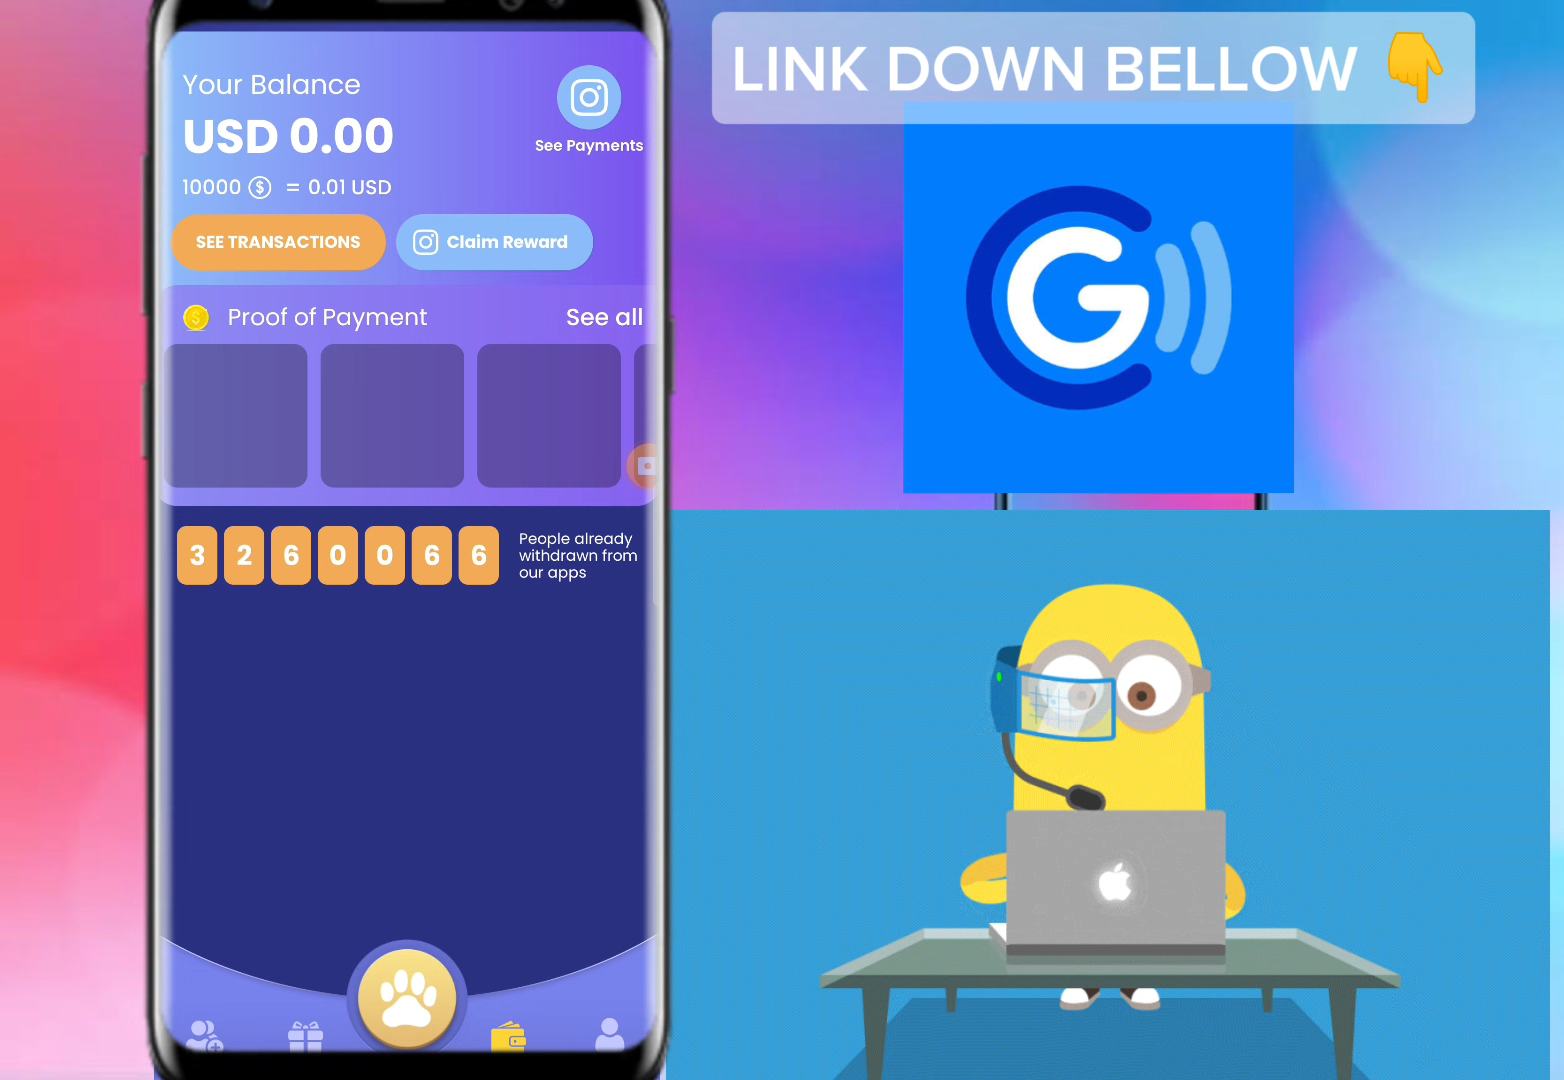 Your Balance
USD 0.00
See Payments
10000 $ = 0.01 USD
SEE TRANSACTIONS
Claim Reward
Proof of Payment
See all
3 2 6 0 0 6 6
People already
withdrawn from
our apps
LINK DOWN BELLOW 👇
G